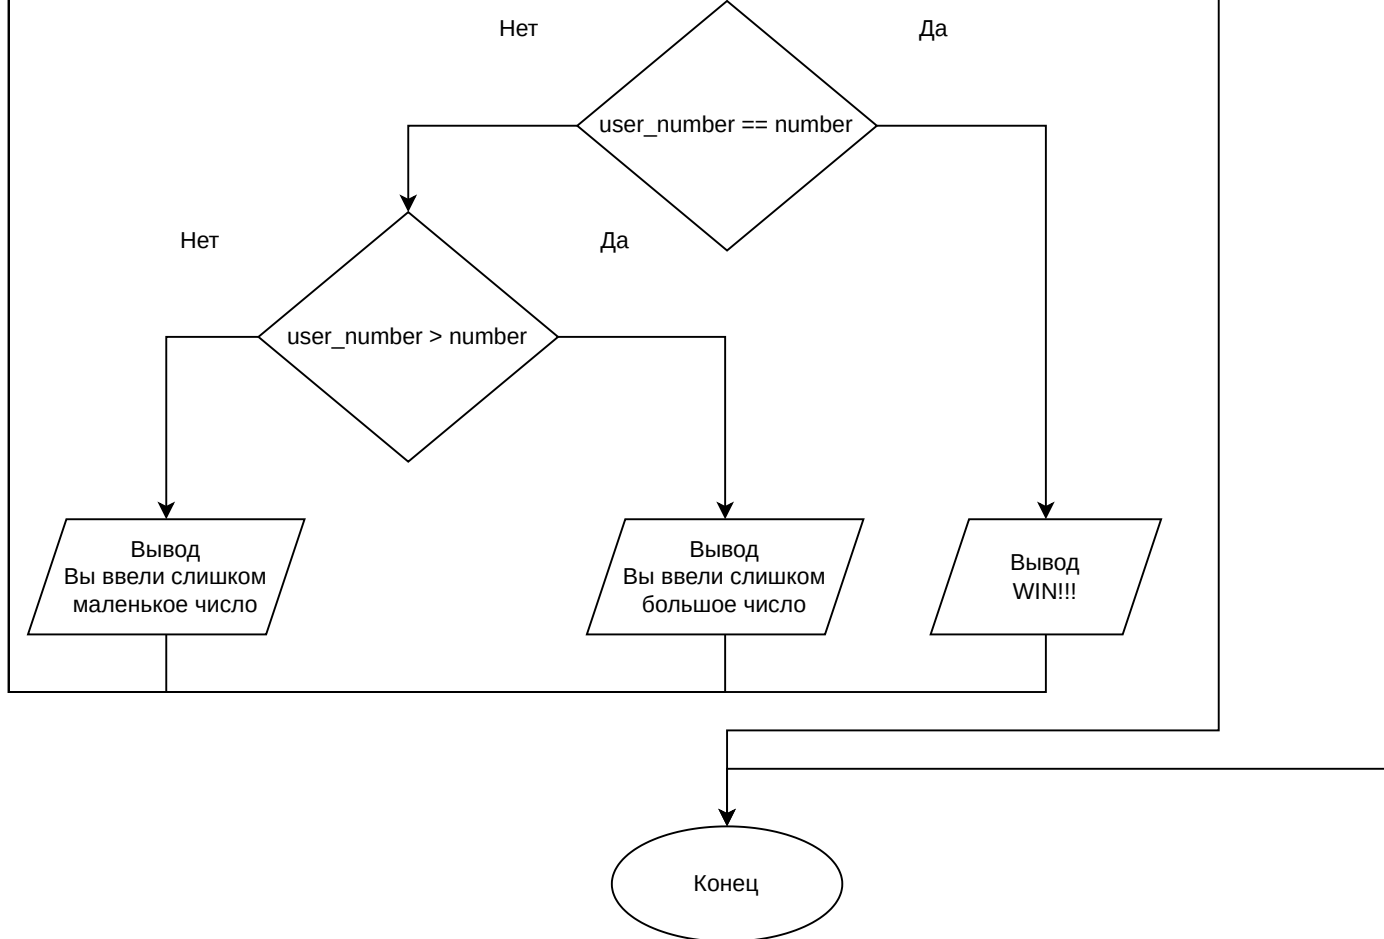 Нет
Да
user_number == number
Нет
Да
user_number > number
Вывод
Вы ввели слишком
маленькое число
Вывод
Вы ввели слишком
большое число
Вывод
WIN!!!
Конец